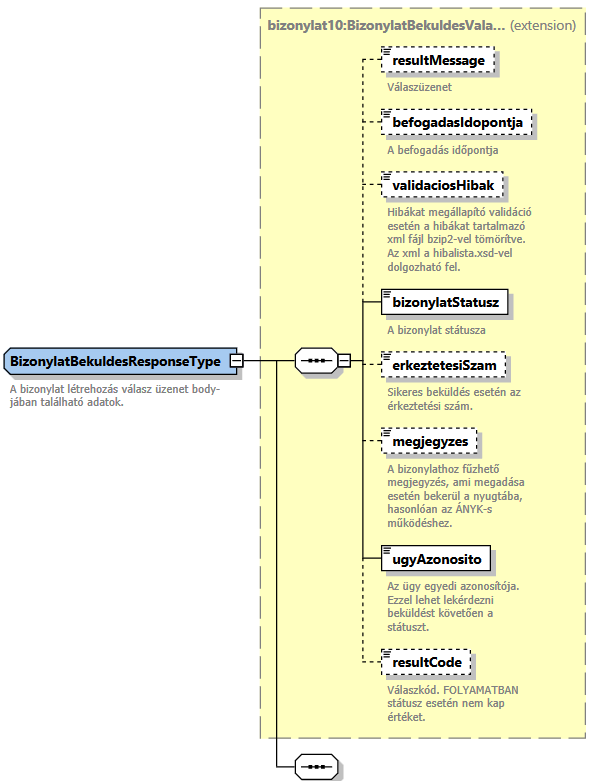 bizonylat10:BizonylatBekuldesVala... (extension)
resultMessage
Válaszüzenet
befogadasIdopontja
A befogadás időpontja
validaciosHibak
Hibákat megállapító validáció
esetén a hibákat tartalmazó
xml fájl bzip2-vel tömörítve.
Az xml a hibalista.xsd-vel
dolgozható fel.
bizonylatStatusz
A bizonylat státusza
BizonylatBekuldesResponseType
A bizonylat létrehozás válasz üzenet body-
jában található adatok.
erkeztetesiSzam
Sikeres beküldés esetén az
érkeztetési szám.
megjegyzes
A bizonylathoz fűzhető
megjegyzés, ami megadása
esetén bekerül a nyugtába,
hasonlóan az ÁNYK-s
működéshez.
ugyAzonosito
Az ügy egyedi azonosítója.
Ezzel lehet lekérdezni
beküldést követően a
státuszt.
resultCode
Válaszkód. FOLYAMATBAN
státusz esetén nem kap
értéket.